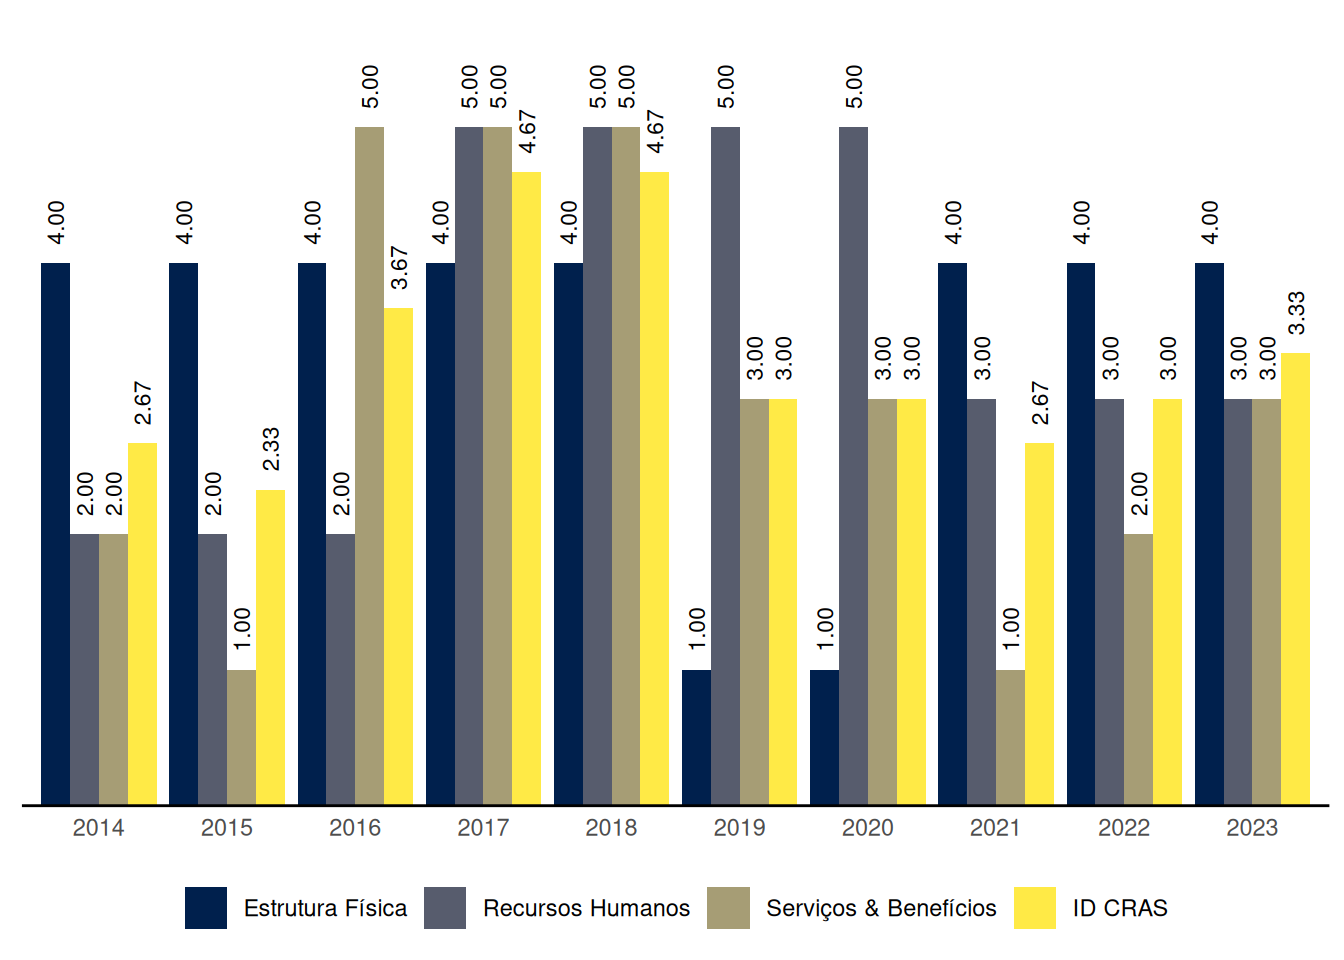 5.00 5.00 5.00 5.00 5.00 5.00 5.00
4.67 4.67
4.00 4.00 4.00 4.00 4.00 4.00 4.00 4.00
3.67
3.33
3.00 3.00 3.00 3.00 3.00 3.00 3.00 3.00 3.00
2.67 2.67
2.33
2.00 2.00 2.00 2.00 2.00
1.00 1.00 1.00 1.00
2014 2015 2016 2017 2018 2019 2020 2021 2022 2023
Estrutura Física Recursos Humanos Serviços & Benefícios ID CRAS